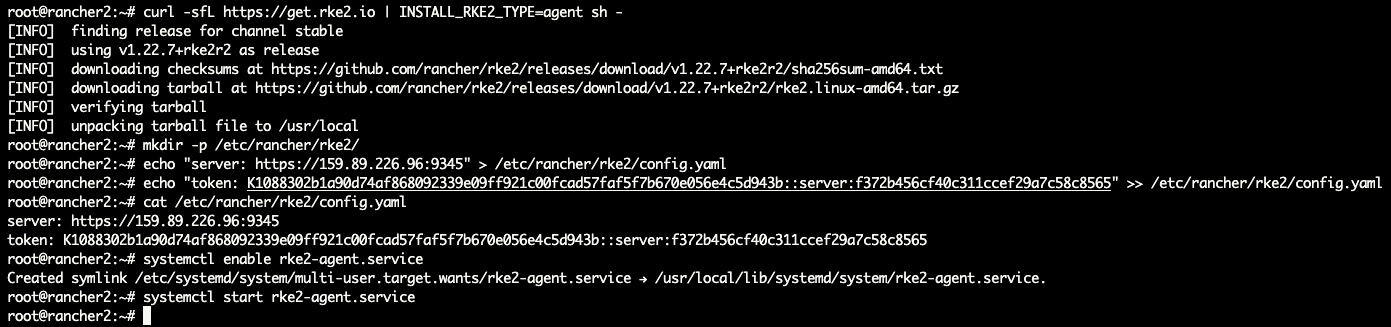 root@rancher2:~# curl -sfL https://get.rke2.io | INSTALL_RKE2_TYPE=agent sh -
[INFO]  finding release for channel stable
[INFO]  using v1.22.7+rke2r2 as release
[INFO]  downloading checksums at https://github.com/rancher/rke2/releases/download/v1.22.7+rke2r2/sha256sum-amd64.txt
[INFO]  downloading tarball at https://github.com/rancher/rke2/releases/download/v1.22.7+rke2r2/rke2.linux-amd64.tar.gz
[INFO]  verifying tarball
[INFO]  unpacking tarball file to /usr/local
root@rancher2:~# mkdir -p /etc/rancher/rke2/
root@rancher2:~# echo "server: https://159.89.226.96:9345" > /etc/rancher/rke2/config.yaml
root@rancher2:~# echo "token: K1088302b1a90d74af868092339e09ff921c00fcad57faf5f7b670e056e4c5d943b::server:f372b456cf40c311ccef29a7c58c8565" >> /etc/rancher/rke2/config.yaml
root@rancher2:~# cat /etc/rancher/rke2/config.yaml
server: https://159.89.226.96:9345
token: K1088302b1a90d74af868092339e09ff921c00fcad57faf5f7b670e056e4c5d943b::server:f372b456cf40c311ccef29a7c58c8565
root@rancher2:~# systemctl enable rke2-agent.service
Created symlink /etc/systemd/system/multi-user.target.wants/rke2-agent.service → /usr/local/lib/systemd/system/rke2-agent.service.
root@rancher2:~# systemctl start rke2-agent.service
root@rancher2:~#